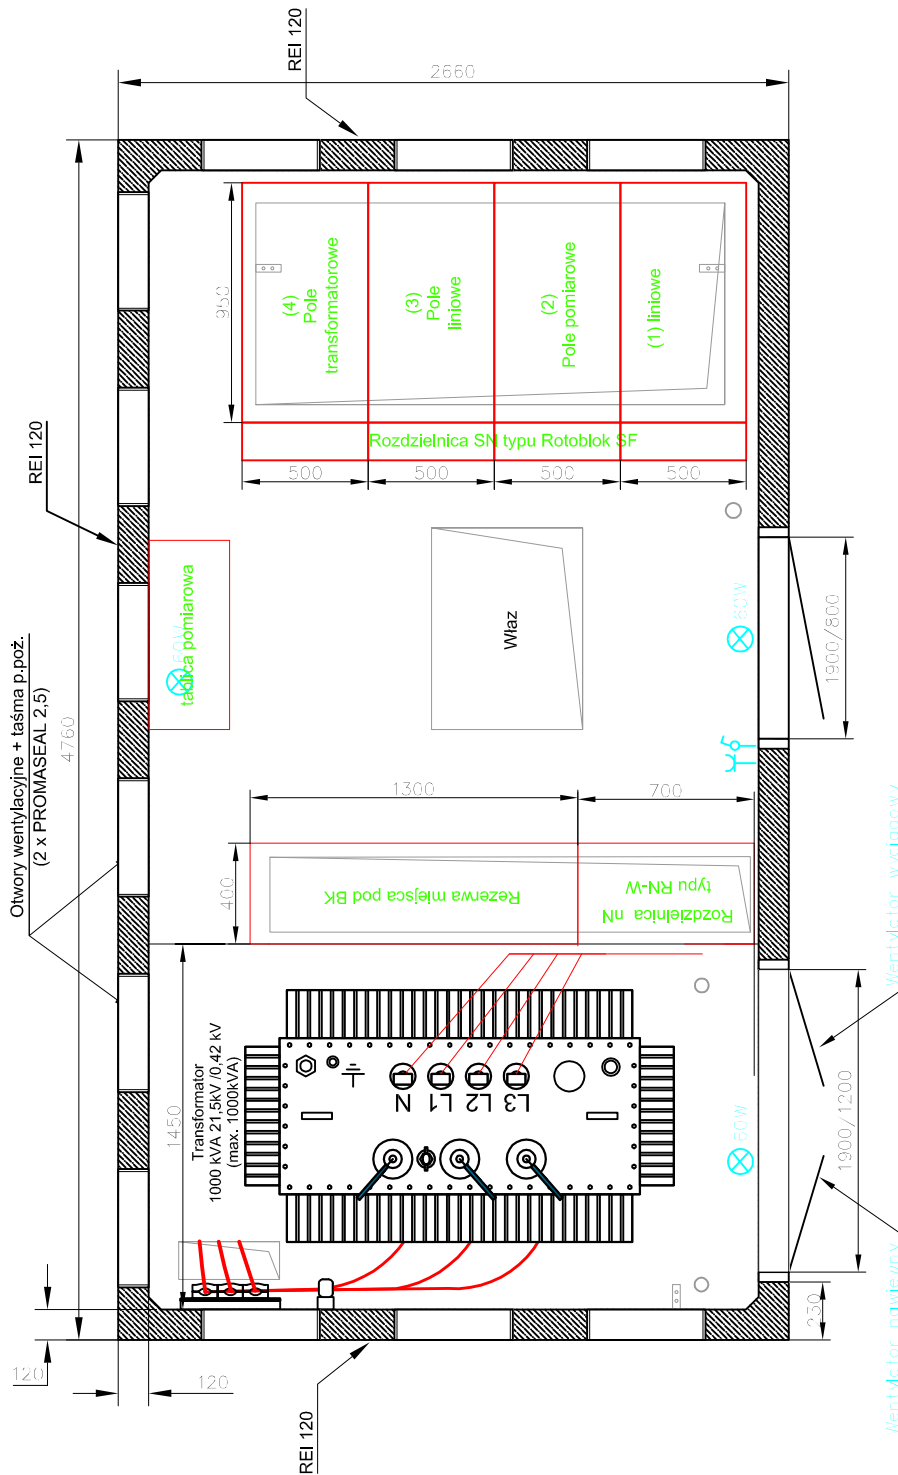 REI 120
2660
REI 120
Otwory wentylacyjne + taśma p.poż.
(2 x PROMASEAL 2,5)
4760
950
(4)
Pole
transformatorowe
(3)
Pole
liniowe
(2)
Pole pomiarowe
(1) liniowe
Rozdzielnica SN typu Rotoblok SF
500
500
500
500
tablica pomiarowa
60W
Właz
60W
1900/800
1300
700
400
Rezerwa miejsca pod BK
Rozdzielnica nN
typu RN-W
1450
Transformator
1000 kVA 21,5kV /0,42 kV
(max. 1000kVA)
N
L1
L2
L3
60W
1900/1200
Wentylator wyciągowy
Wentylator nawiewny
230
120
120
REI 120